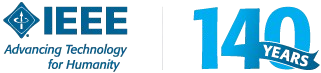 IEEE
Advancing Technology
for Humanity
140
YEARS